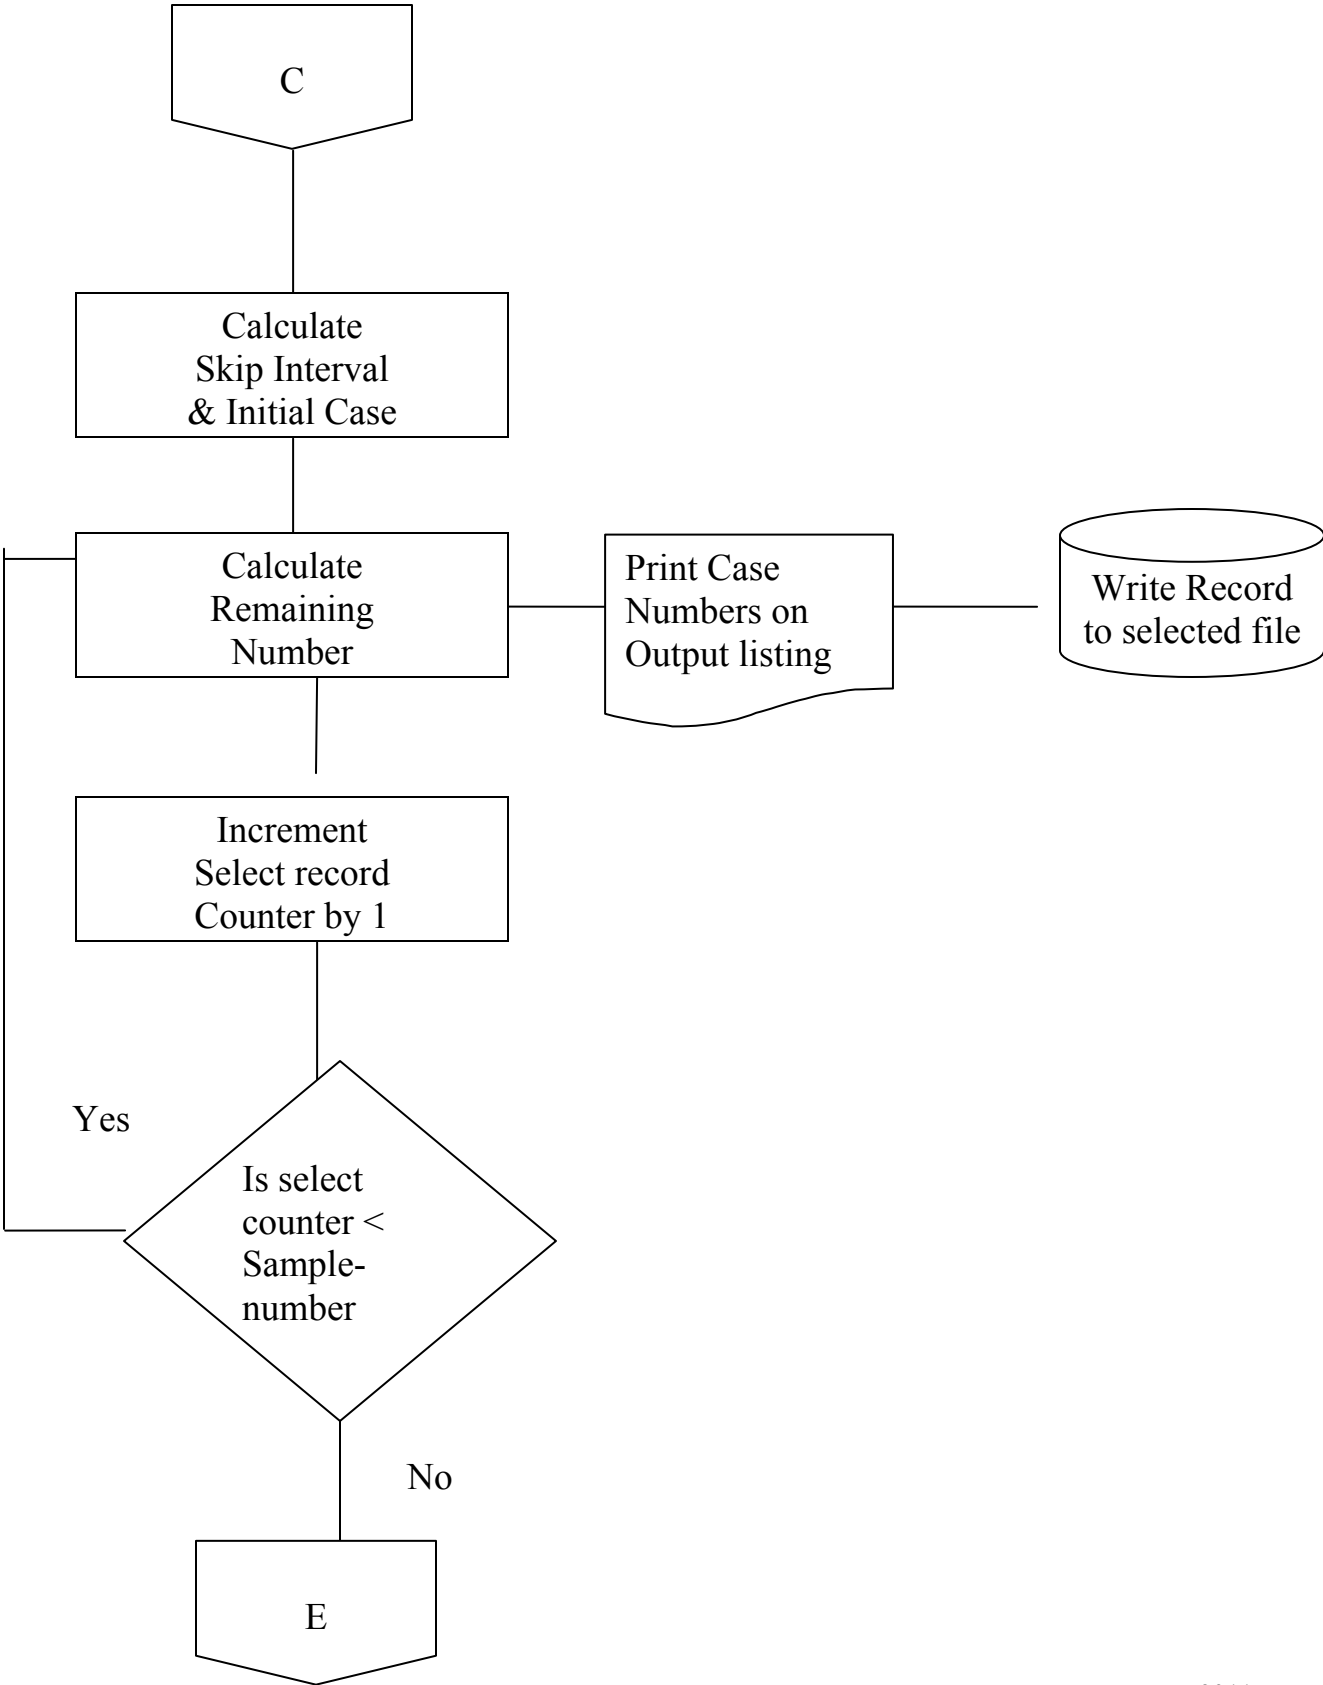 C
Calculate
Skip Interval
& Initial Case
Calculate
Remaining
Number
Print Case
Numbers on
Output listing
Write Record
to selected file
Increment
Select record
Counter by 1
Yes
Is select
counter <
Sample-
number
No
E